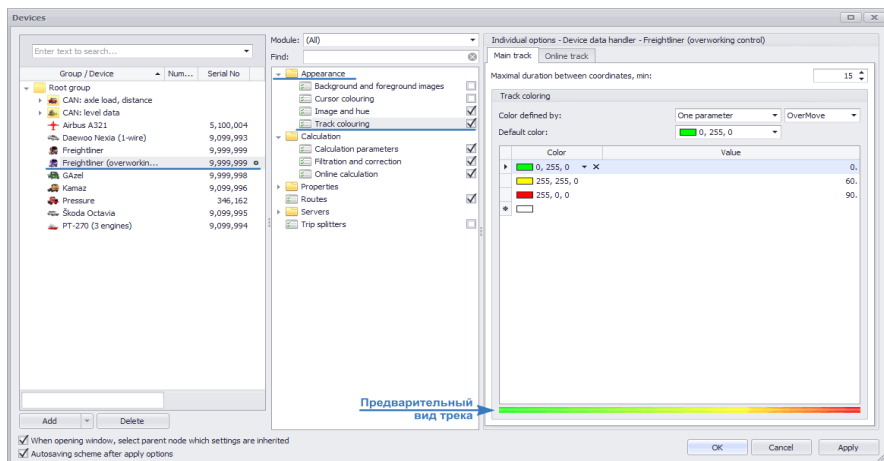 Devices
Enter text to search...
Group / Device Num... Serial No
Root group
CAN: axle load, distance
CAN: level data
Airbus A321 5,100,004
Daewoo Nexia (1-wire) 9,099,993
Freightliner 9,999,999
Freightliner (overworkin... 9,999,999
GAzel 9,999,998
Kamaz 9,099,996
Pressure 346,162
Škoda Octavia 9,099,995
PT-270 (3 engines) 9,099,994
Add Delete
When opening window, select parent node which settings are inherited
Autosaving scheme after apply options
Module: (All)
Find:
Appearance
Background and foreground images
Cursor colouring
Image and hue
Track colouring
Calculation
Calculation parameters
Filtration and correction
Online calculation
Properties
Routes
Servers
Trip splitters
Предварительный
вид трека
Individual options - Device data handler - Freightliner (overworking control)
Main track Online track
Maximal duration between coordinates, min: 15
Track coloring
Color defined by: One parameter OverMove
Default color: 0, 255, 0
Color Value
0, 255, 0 0.
255, 255, 0 60.
255, 0, 0 90.
OK Cancel Apply